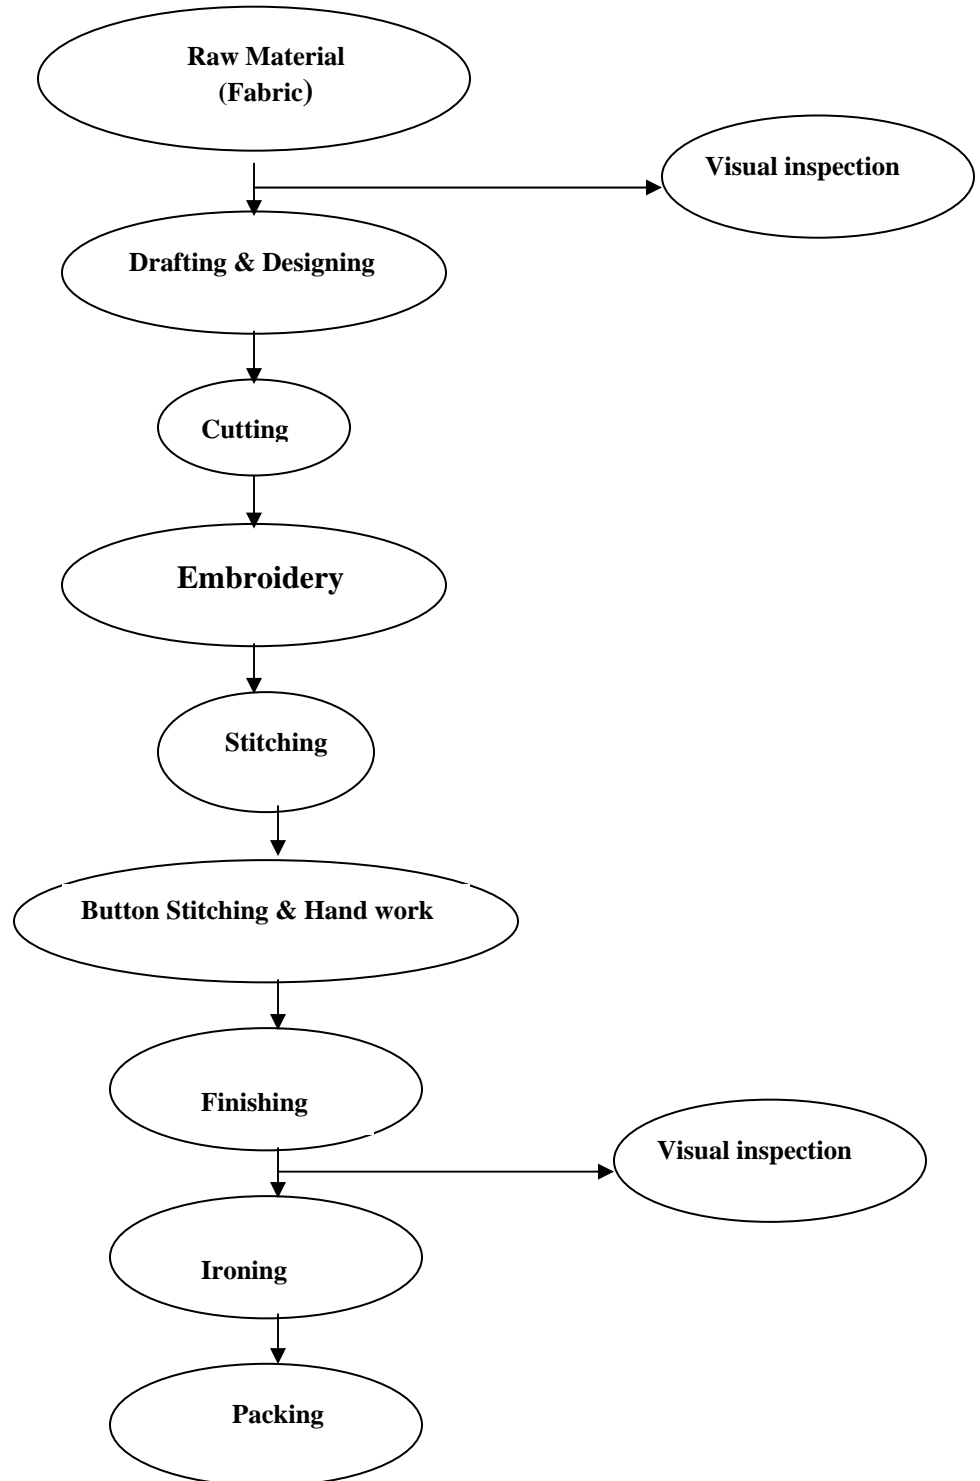 Raw Material
(Fabric)
Visual inspection
Drafting & Designing
Cutting
Embroidery
Stitching
Button Stitching & Hand work
Finishing
Visual inspection
Ironing
Packing